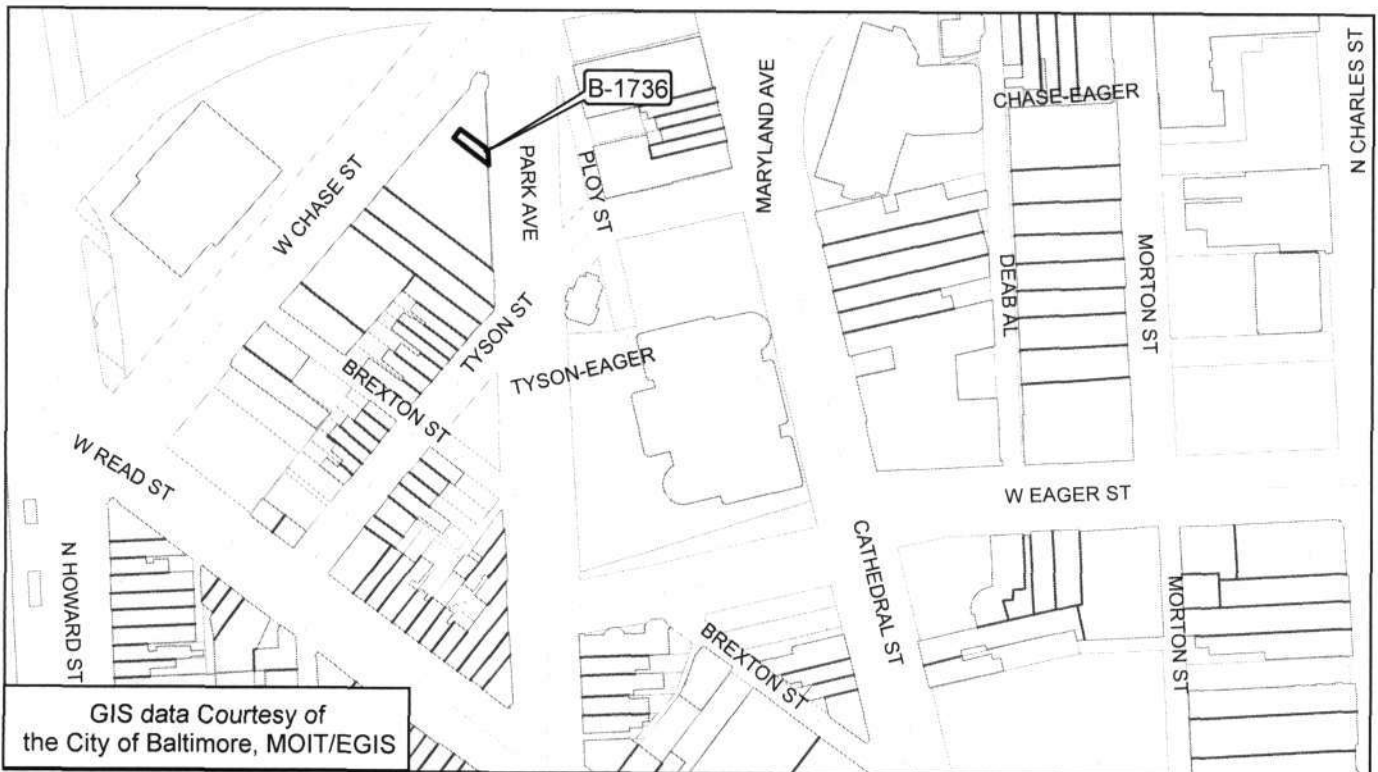 B-1736
MARYLAND AVE
CHASE-EAGER
N CHARLES ST
W CHASE ST
PARK AVE
PLOY ST
DEAB AL
MORTON ST
TYSON ST
TYSON-EAGER
BREXTON ST
W READ ST
W EAGER ST
N HOWARD ST
CATHEDRAL ST
BREXTON ST
MORTON ST
GIS data Courtesy of
the City of Baltimore, MOIT/EGIS